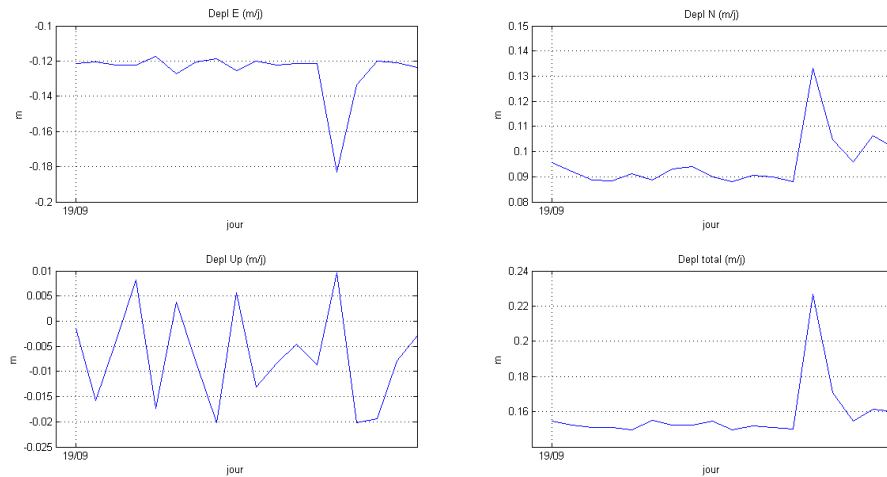 Depl E (m/j)
-0.1
-0.12
-0.14
-0.16
-0.18
-0.2
m
19/09
jour
Depl N (m/j)
0.15
0.14
0.13
0.12
0.11
0.1
0.09
0.08
m
19/09
jour
Depl Up (m/j)
0.01
0.005
0
-0.005
-0.01
-0.015
-0.02
-0.025
m
19/09
jour
Depl total (m/j)
0.24
0.22
0.2
0.18
0.16
m
19/09
jour